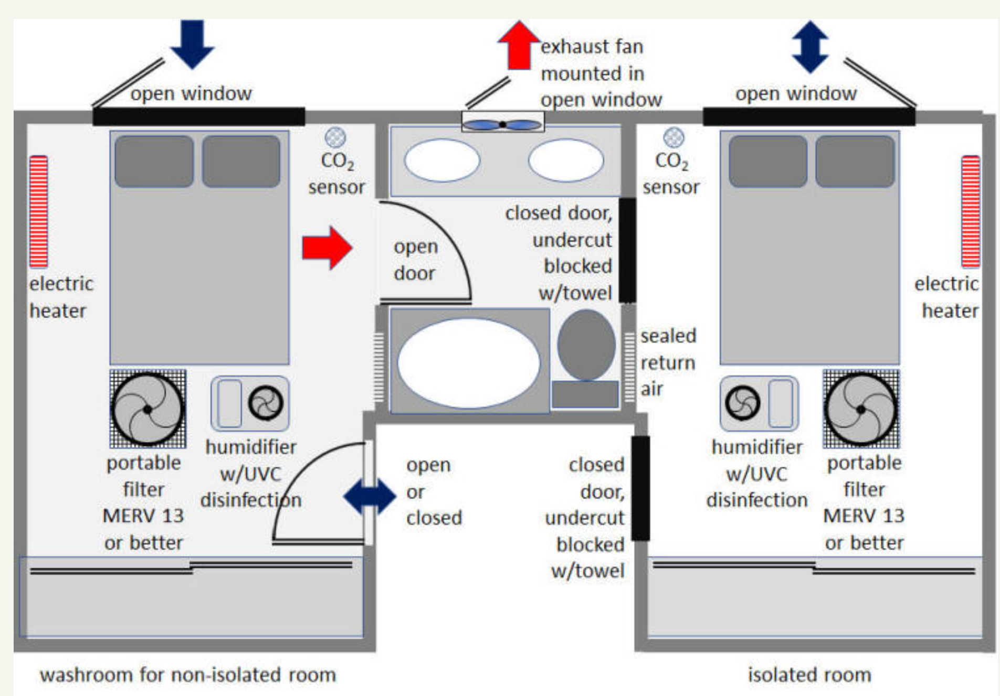 exhaust fan
mounted in
open window
open window
open window
CO₂
sensor
CO₂
sensor
closed door,
undercut
blocked
w/towel
open
door
electric
heater
electric
heater
sealed
return
air
humidifier
w/UVC
disinfection
portable
filter
MERV 13
or better
open
or
closed
closed
door,
undercut
blocked
w/towel
humidifier
w/UVC
disinfection
portable
filter
MERV 13
or better
washroom for non-isolated room
isolated room